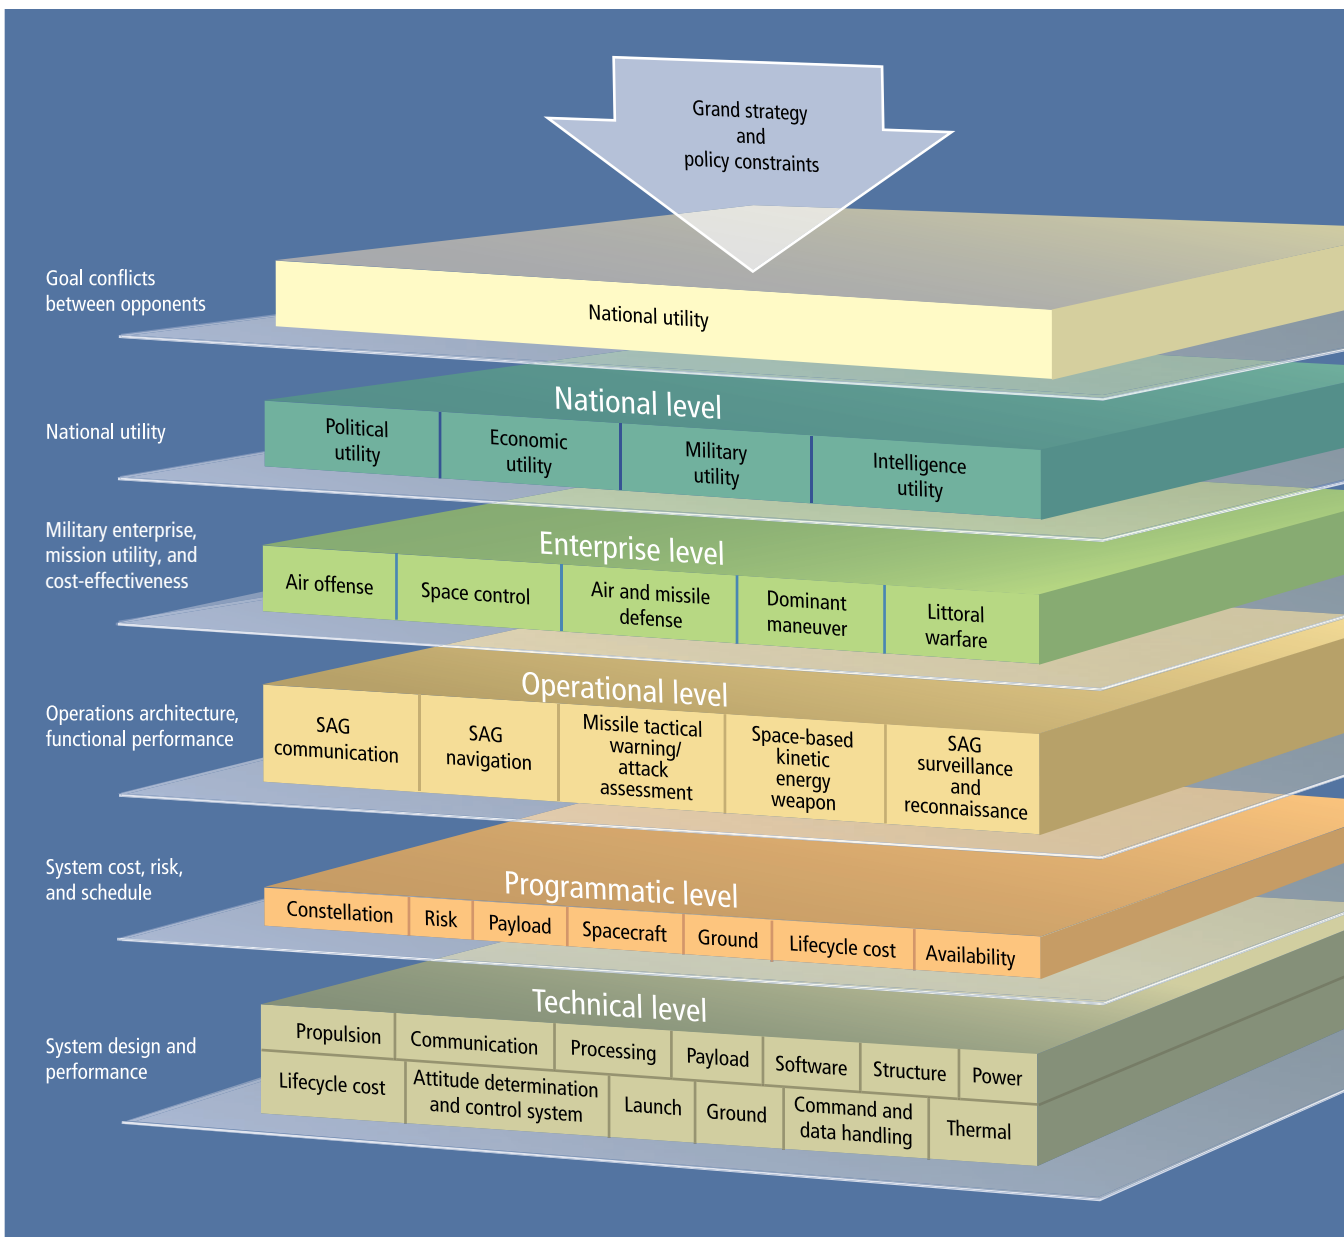 Grand strategy
and
policy constraints
Goal conflicts
between opponents
National utility
National utility
National level
Political
utility
Economic
utility
Military
utility
Intelligence
utility
Military enterprise,
mission utility, and
cost-effectiveness
Enterprise level
Air offense
Space control
Air and missile
defense
Dominant
maneuver
Littoral
warfare
Operations architecture,
functional performance
Operational level
SAG
communication
SAG
navigation
Missile tactical
warning/
attack
assessment
Space-based
kinetic
energy
weapon
SAG
surveillance
and
reconnaissance
System cost, risk,
and schedule
Programmatic level
Constellation
Risk
Payload
Spacecraft
Ground
Lifecycle cost
Availability
System design and
performance
Technical level
Propulsion
Communication
Processing
Payload
Software
Structure
Power
Lifecycle cost
Attitude determination
and control system
Launch
Ground
Command and
data handling
Thermal